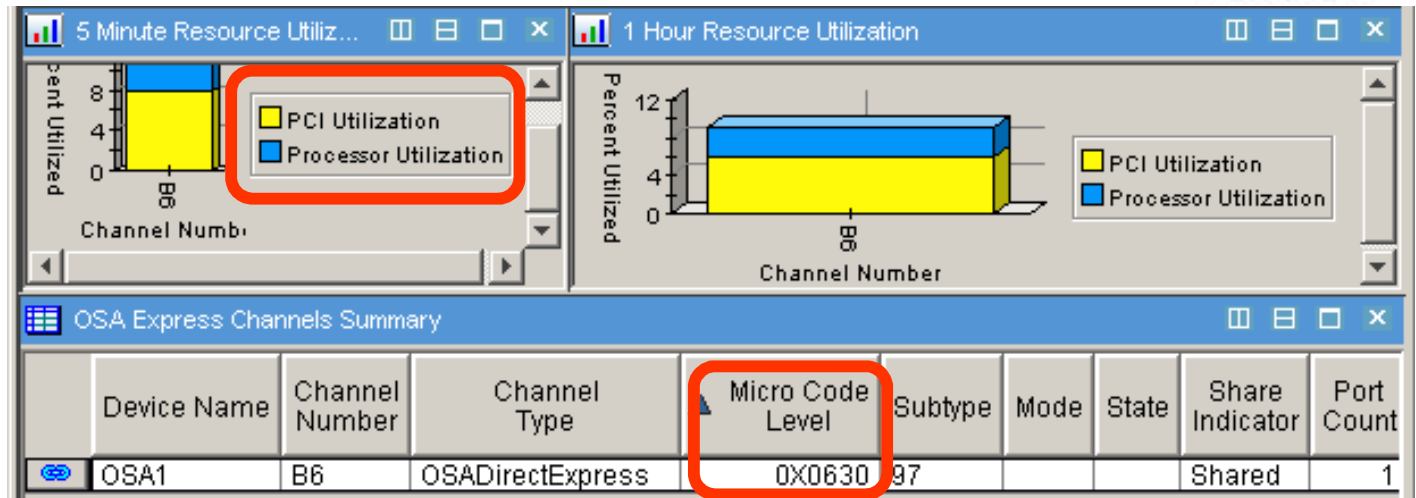 5 Minute Resource Utiliz...
1 Hour Resource Utilization
cent Utilized
8
4
0
B6
Channel Numb
PCI Utilization
Processor Utilization
Percent Utilized
12
4
0
B6
Channel Number
PCI Utilization
Processor Utilization
OSA Express Channels Summary
Device Name Channel Number Channel Type Micro Code Level Subtype Mode State Share Indicator Port Count
OSA1 B6 OSADirectExpress 0X0630 97 Shared 1